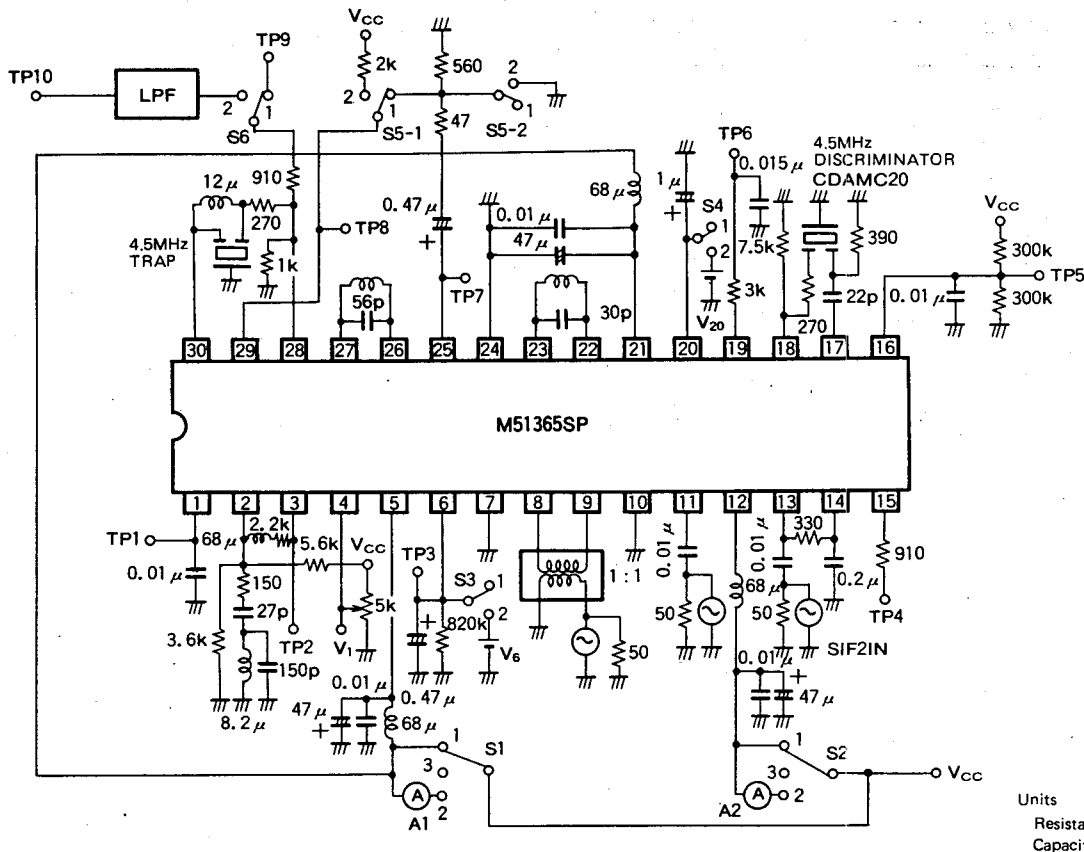 TP10
LPF
TP9
2
1
S6
VCC
2k
2
1
S5-1
560
47
2
1
S5-2
910
12μ
270
4.5MHz
TRAP
1k
TP8
0.47μ
+
TP7
56p
0.01μ
47μ
30p
68μ
1μ
+
S4
1
2
V20
TP6
0.015μ
3k
7.5k
4.5MHz
DISCRIMINATOR
CDAMC20
390
270
22p
0.01μ
VCC
300k
TP5
300k
30 29 28 27 26 25 24 23 22 21 20 19 18 17 16
M51365SP
1 2 3 4 5 6 7 8 9 10 11 12 13 14 15
TP1
0.01μ
68μ
2.2k
5.6k
VCC
150
27p
3.6k
150p
8.2μ
TP2
V1
5k
TP3
+
820k
S3
1
2
V6
1:1
50
0.01μ
50
68μ
0.01μ
330
50
0.2μ
SIF2IN
910
TP4
47μ
+
0.01μ
0.47μ
68μ
0.01μ
+
47μ
1
3
2
S1
A
A1
1
3
2
S2
A
A2
VCC
Units
Resista
Capacit